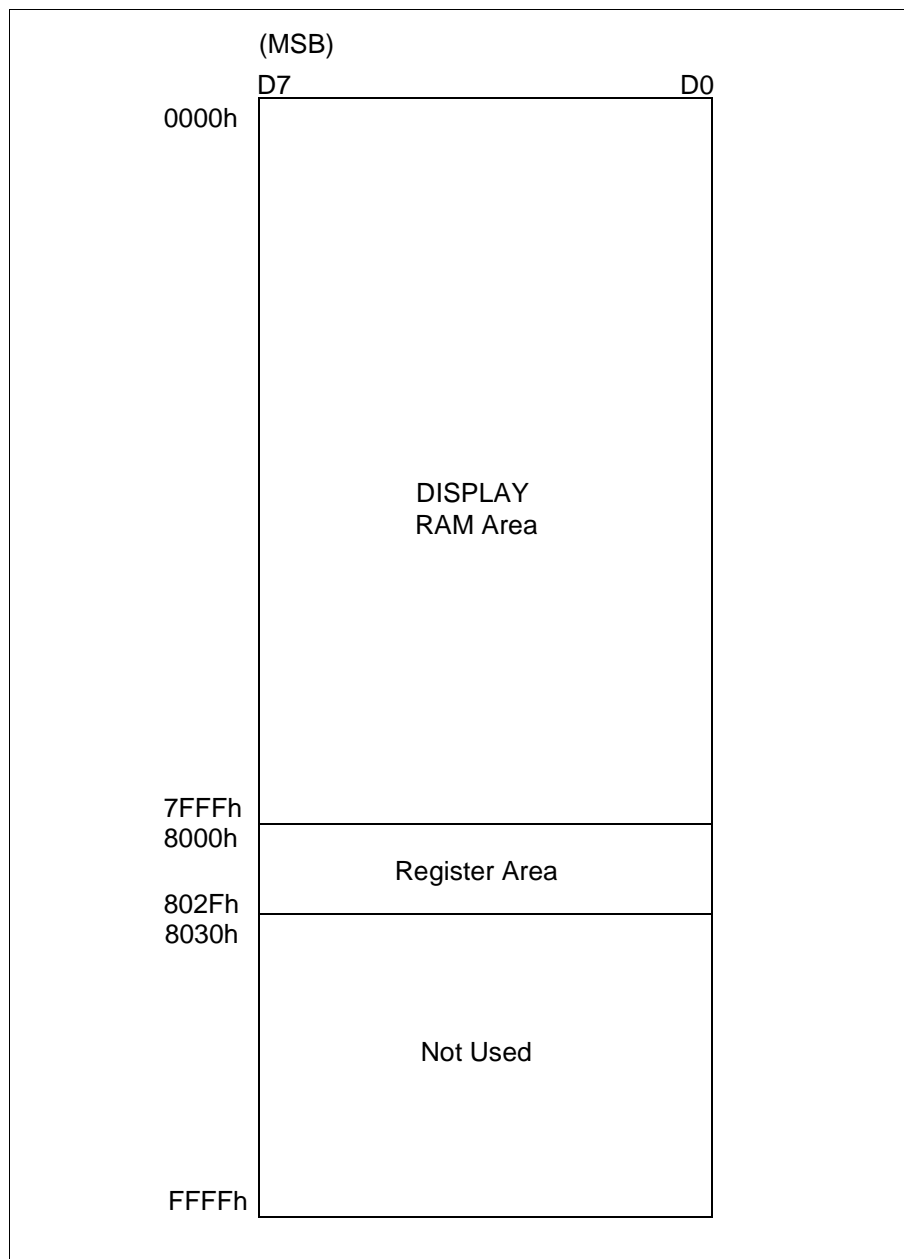 (MSB)
D7 D0
0000h
DISPLAY
RAM Area
7FFFh
8000h
Register Area
802Fh
8030h
Not Used
FFFFh